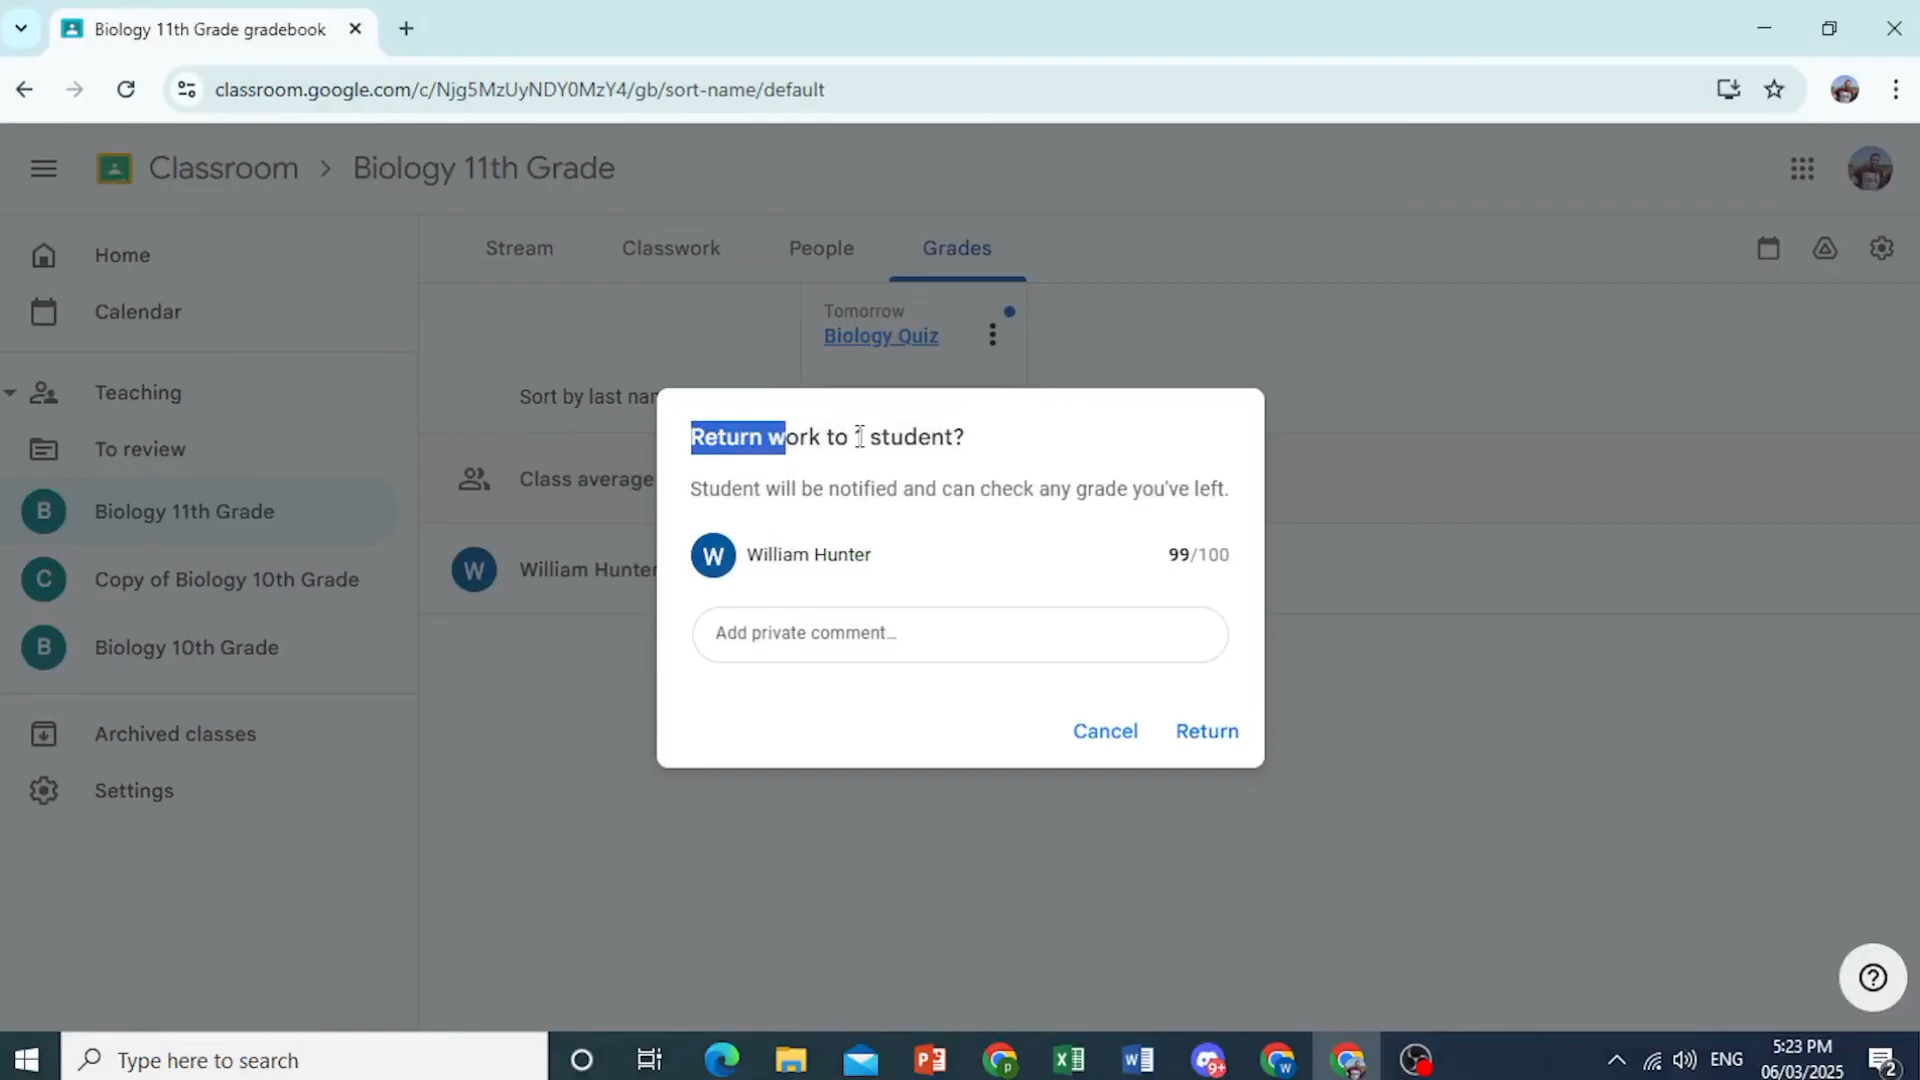 Biology 11th Grade gradebook
classroom.google.com/c/Njg5MzUyNDY0MzY4/gb/sort-name/default
Classroom > Biology 11th Grade
Home
Calendar
Teaching
To review
B Biology 11th Grade
C Copy of Biology 10th Grade
B Biology 10th Grade
Archived classes
Settings
Stream Classwork People Grades
Tomorrow
Biology Quiz
Sort by last nar
Class average
W William Hunter
Return work to 1 student?
Student will be notified and can check any grade you've left.
W William Hunter 99/100
Add private comment...
Cancel Return
Type here to search
9+
ENG
5:23 PM
06/03/2025
2